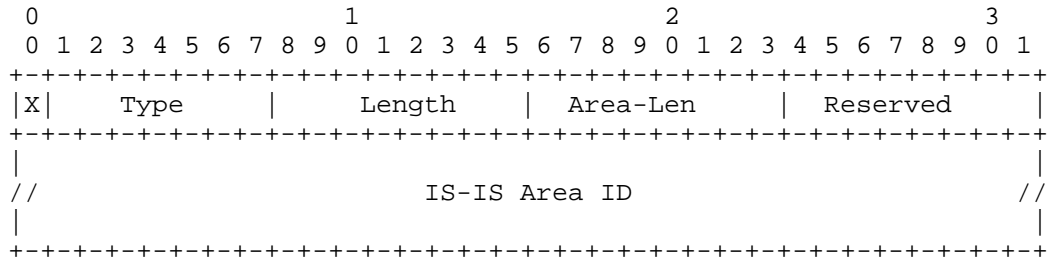 0                   1                   2                   3
 0 1 2 3 4 5 6 7 8 9 0 1 2 3 4 5 6 7 8 9 0 1 2 3 4 5 6 7 8 9 0 1
+-+-+-+-+-+-+-+-+-+-+-+-+-+-+-+-+-+-+-+-+-+-+-+-+-+-+-+-+-+-+-+-+
|X|    Type     |     Length    |  Area-Len     |  Reserved     |
+-+-+-+-+-+-+-+-+-+-+-+-+-+-+-+-+-+-+-+-+-+-+-+-+-+-+-+-+-+-+-+-+
|                                                               |
//                        IS-IS Area ID                        //
|                                                               |
+-+-+-+-+-+-+-+-+-+-+-+-+-+-+-+-+-+-+-+-+-+-+-+-+-+-+-+-+-+-+-+-+